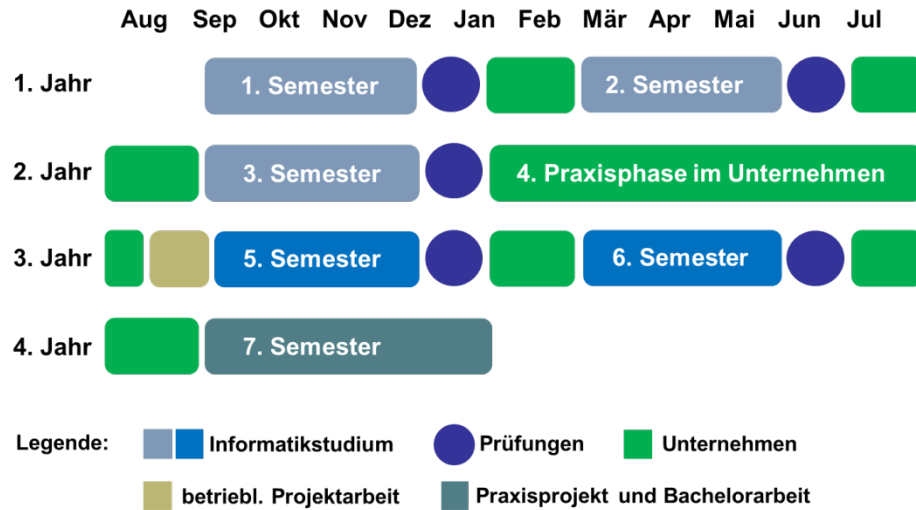 Aug Sep Okt Nov Dez Jan Feb Mär Apr Mai Jun Jul
1. Jahr 1. Semester 2. Semester
2. Jahr 3. Semester 4. Praxisphase im Unternehmen
3. Jahr 5. Semester 6. Semester
4. Jahr 7. Semester
Legende: Informatikstudium Prüfungen Unternehmen
betriebl. Projektarbeit Praxisprojekt und Bachelorarbeit